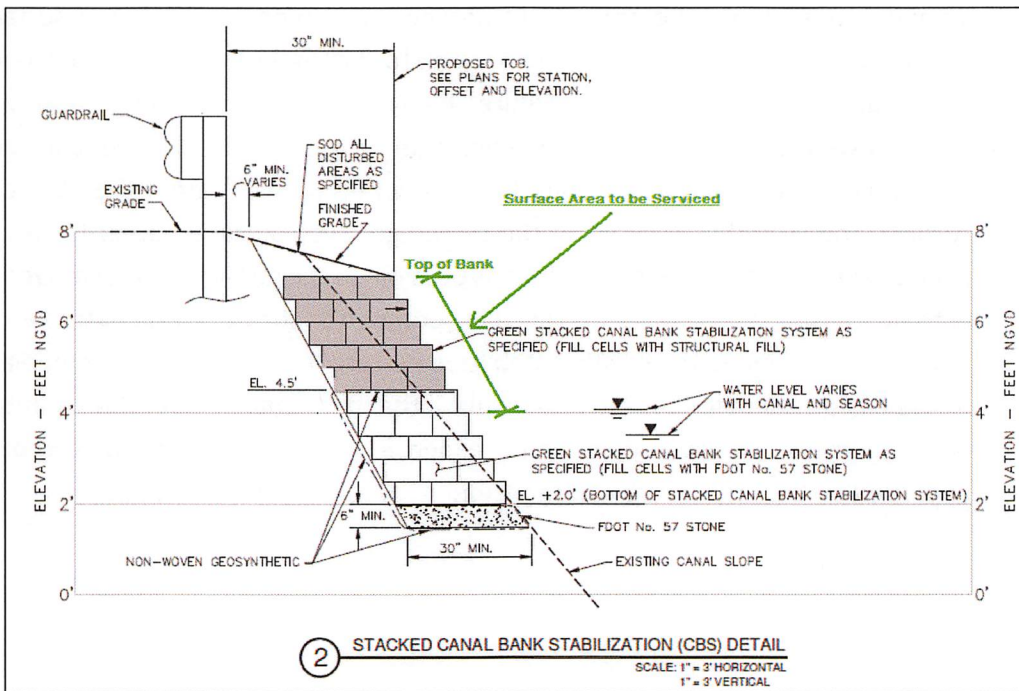 30" MIN.
PROPOSED TOB.
SEE PLANS FOR STATION,
OFFSET AND ELEVATION.
GUARDRAIL
SOD ALL
DISTURBED
AREAS AS
SPECIFIED
6" MIN.
VARIES
EXISTING
GRADE
FINISHED
GRADE
Surface Area to be Serviced
8'
8'
Top of Bank
6'
6'
GREEN STACKED CANAL BANK STABILIZATION SYSTEM AS
SPECIFIED (FILL CELLS WITH STRUCTURAL FILL)
EL. 4.5'
WATER LEVEL VARIES
WITH CANAL AND SEASON
4'
4'
GREEN STACKED CANAL BANK STABILIZATION SYSTEM AS
SPECIFIED (FILL CELLS WITH FDOT No. 57 STONE)
EL. +2.0' (BOTTOM OF STACKED CANAL BANK STABILIZATION SYSTEM)
2'
2'
6" MIN.
FDOT No. 57 STONE
NON-WOVEN GEOSYNTHETIC
30" MIN.
EXISTING CANAL SLOPE
0'
0'
ELEVATION - FEET NGVD
ELEVATION - FEET NGVD
2 STACKED CANAL BANK STABILIZATION (CBS) DETAIL
SCALE: 1" = 3' HORIZONTAL
1" = 3' VERTICAL